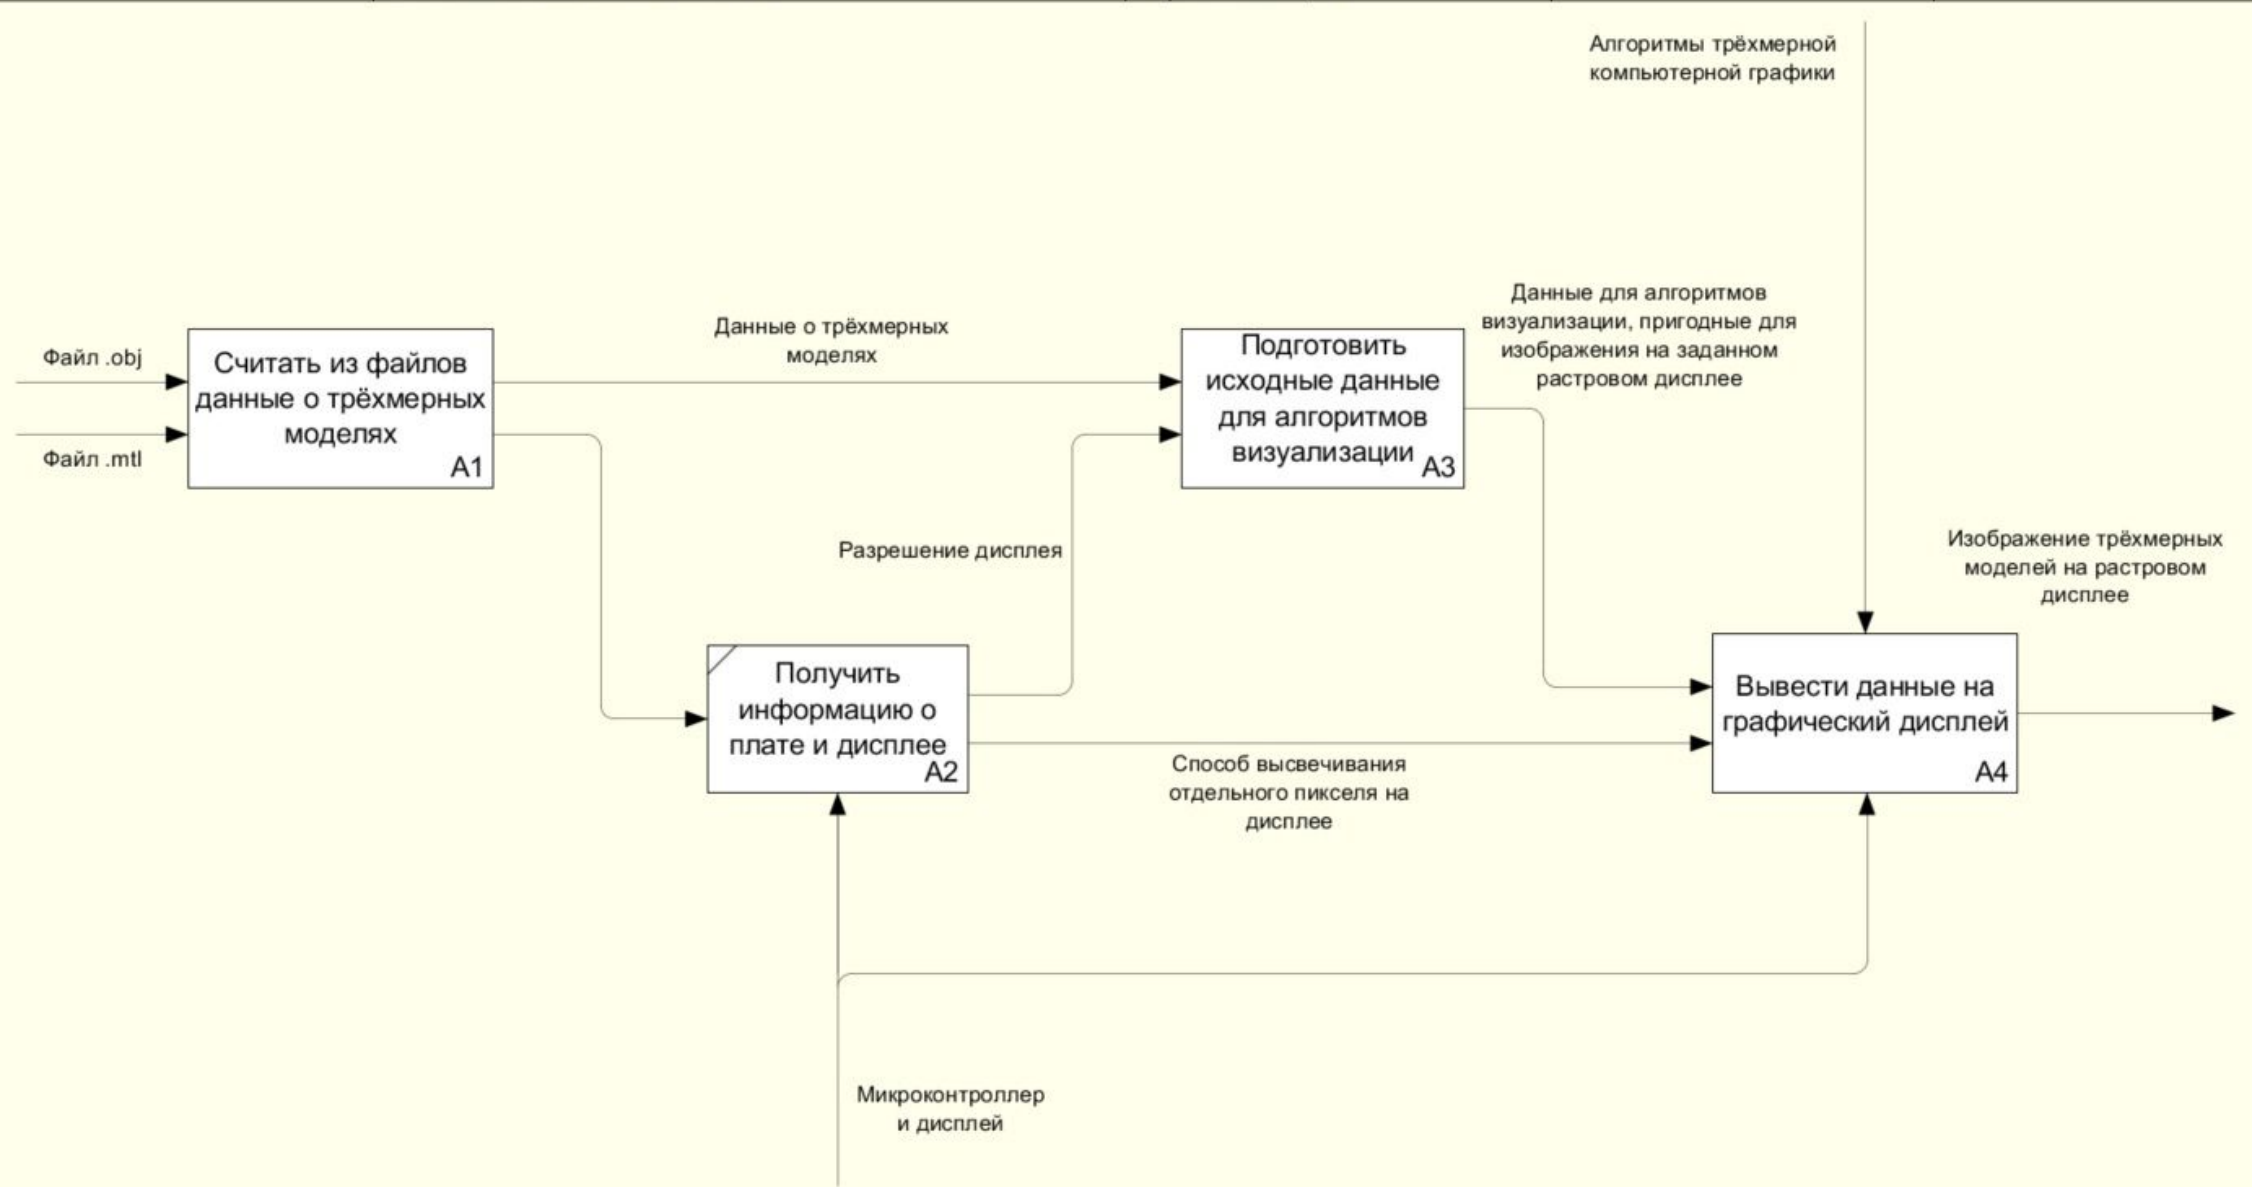 Алгоритмы трёхмерной
компьютерной графики
Файл .obj
Файл .mtl
Считать из файлов
данные о трёхмерных
моделях
A1
Данные о трёхмерных
моделях
Подготовить
исходные данные
для алгоритмов
визуализации
A3
Данные для алгоритмов
визуализации, пригодные для
изображения на заданном
растровом дисплее
Разрешение дисплея
Получить
информацию о
плате и дисплее
A2
Способ высвечивания
отдельного пикселя на
дисплее
Вывести данные на
графический дисплей
A4
Изображение трёхмерных
моделей на растровом
дисплее
Микроконтроллер
и дисплей